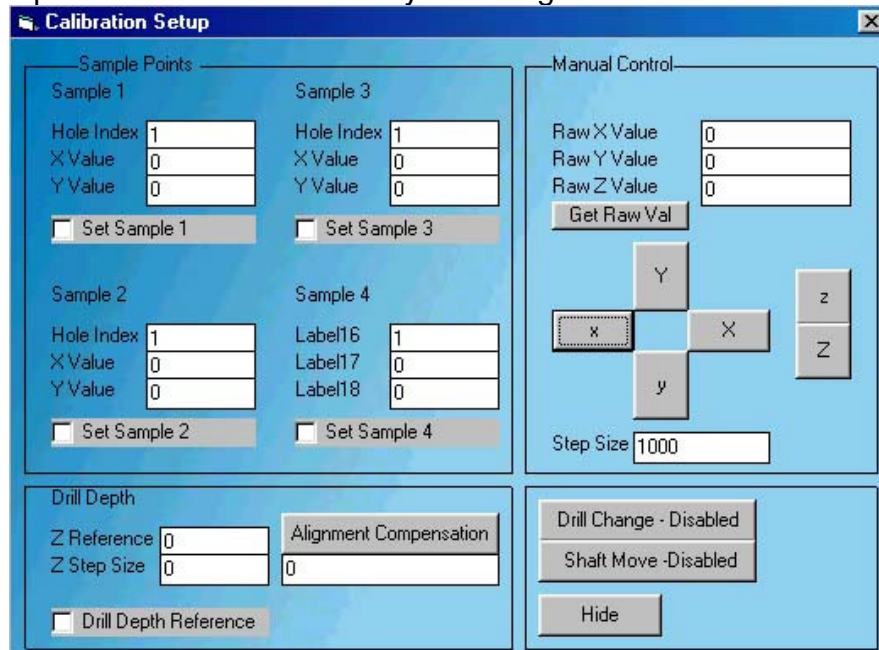 Calibration Setup
Sample Points
Sample 1
Hole Index 1
X Value 0
Y Value 0
Set Sample 1
Sample 3
Hole Index 1
X Value 0
Y Value 0
Set Sample 3
Sample 2
Hole Index 1
X Value 0
Y Value 0
Set Sample 2
Sample 4
Label16 1
Label17 0
Label18 0
Set Sample 4
Manual Control
Raw X Value 0
Raw Y Value 0
Raw Z Value 0
Get Raw Val
Y
x X
y
z
Z
Step Size 1000
Drill Depth
Z Reference 0
Z Step Size 0
Alignment Compensation
0
Drill Depth Reference
Drill Change - Disabled
Shaft Move -Disabled
Hide